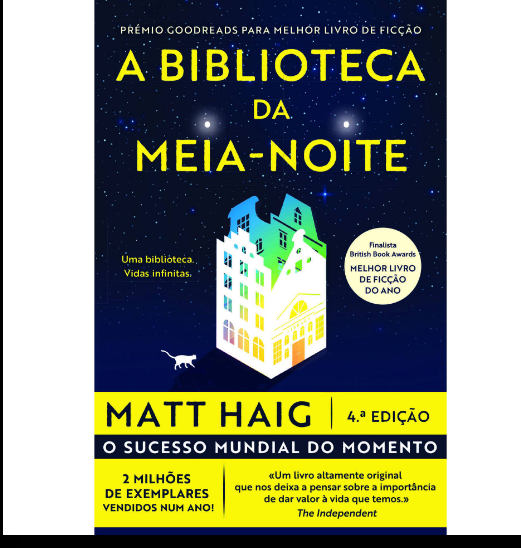 PRÉMIO GOODREADS PARA MELHOR LIVRO DE FICÇÃO
A BIBLIOTECA
DA
MEIA-NOITE
Uma biblioteca.
Vidas infinitas.
Finalista
British Book Awards
MELHOR LIVRO
DE FICÇÃO
DO ANO
MATT HAIG
4.ª EDIÇÃO
O SUCESSO MUNDIAL DO MOMENTO
2 MILHÕES
DE EXEMPLARES
VENDIDOS NUM ANO!
«Um livro altamente original
que nos deixa a pensar sobre a importância
de dar valor à vida que temos.»
The Independent